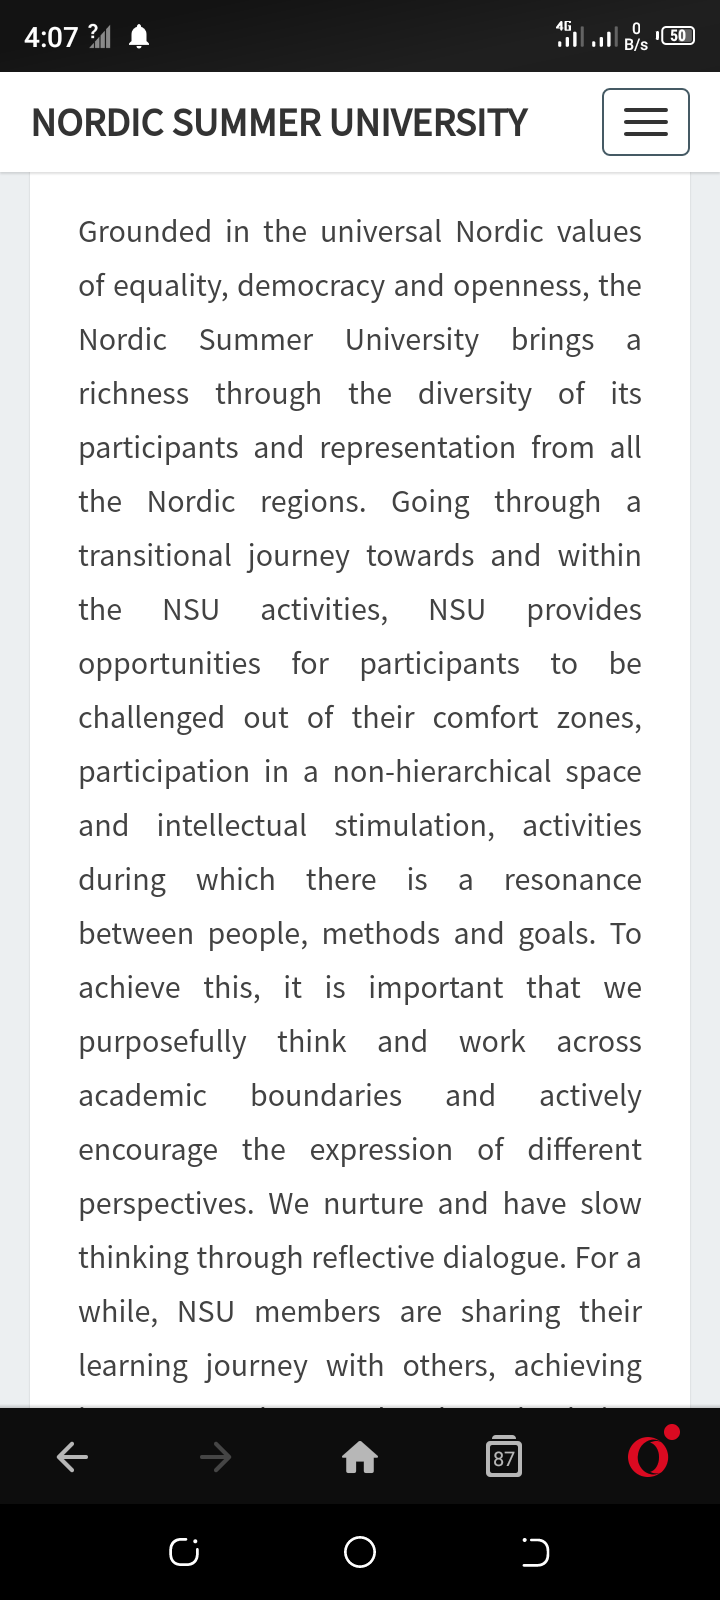 4:07 ? 4G 0 B/s 50
NORDIC SUMMER UNIVERSITY
Grounded in the universal Nordic values
of equality, democracy and openness, the
Nordic Summer University brings a
richness through the diversity of its
participants and representation from all
the Nordic regions. Going through a
transitional journey towards and within
the NSU activities, NSU provides
opportunities for participants to be
challenged out of their comfort zones,
participation in a non-hierarchical space
and intellectual stimulation, activities
during which there is a resonance
between people, methods and goals. To
achieve this, it is important that we
purposefully think and work across
academic boundaries and actively
encourage the expression of different
perspectives. We nurture and have slow
thinking through reflective dialogue. For a
while, NSU members are sharing their
learning journey with others, achieving
87